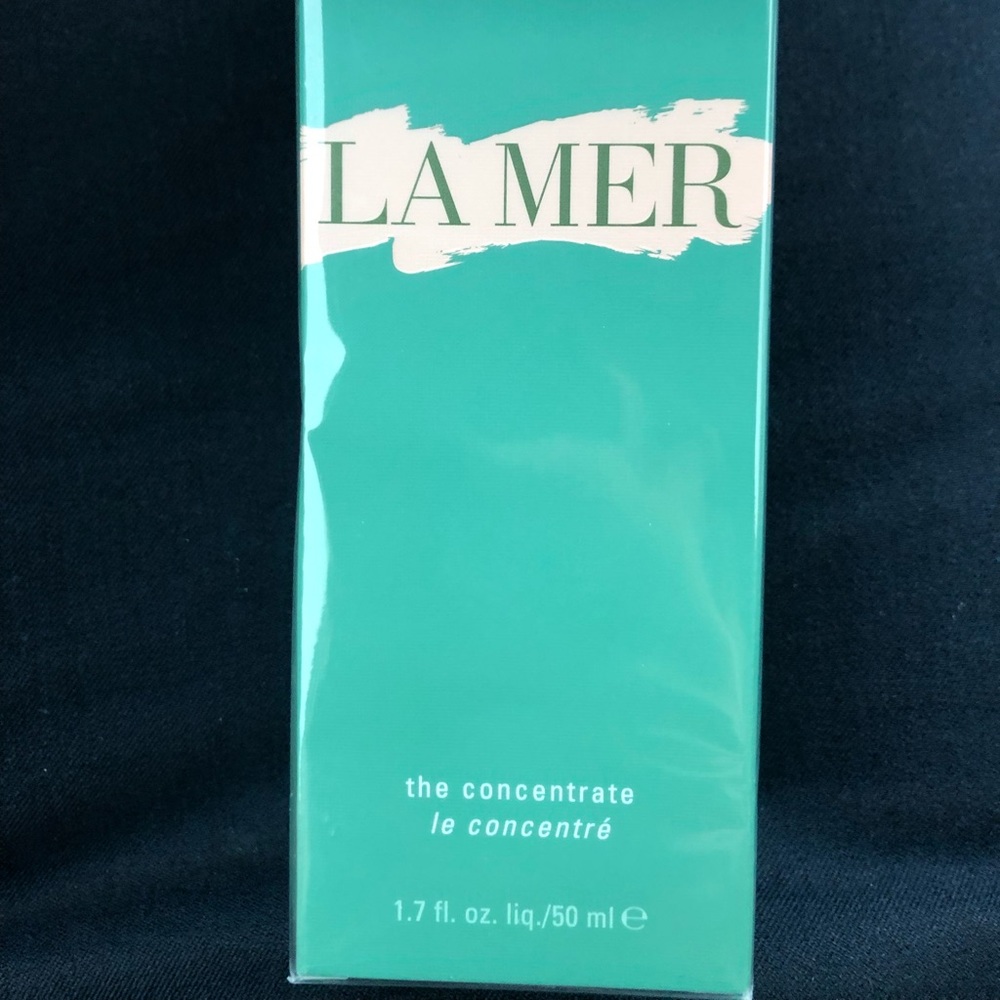 LA MER
the concentrate
le concentré
1.7 fl. oz. liq./50 ml ℮